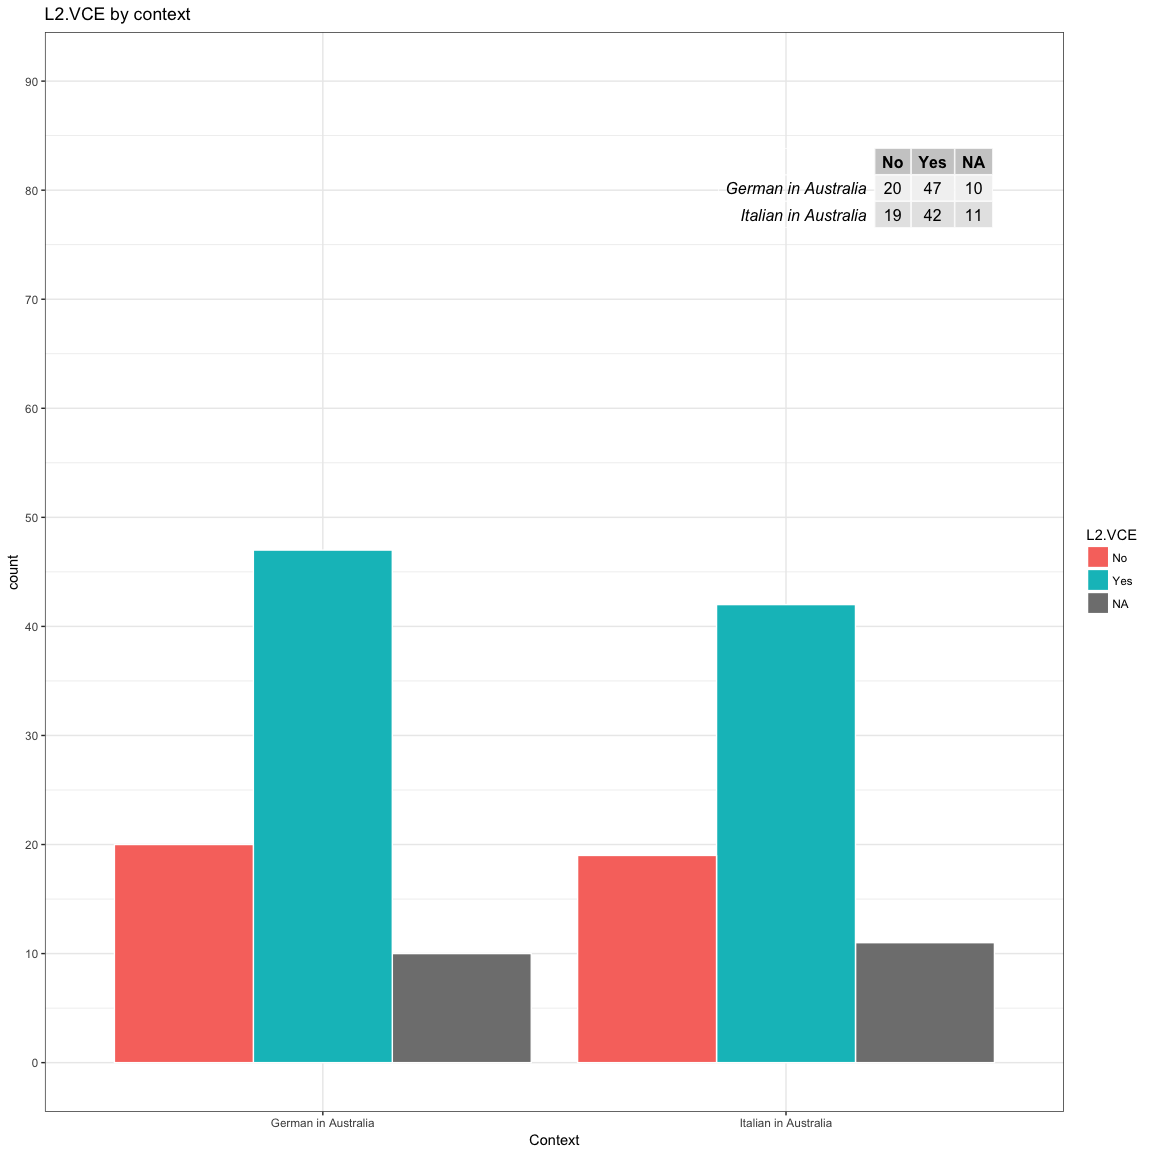 L2.VCE by context
90
80
70
60
50
40
30
20
10
0
count
No Yes NA
German in Australia 20 47 10
Italian in Australia 19 42 11
L2.VCE
No
Yes
NA
German in Australia Italian in Australia
Context